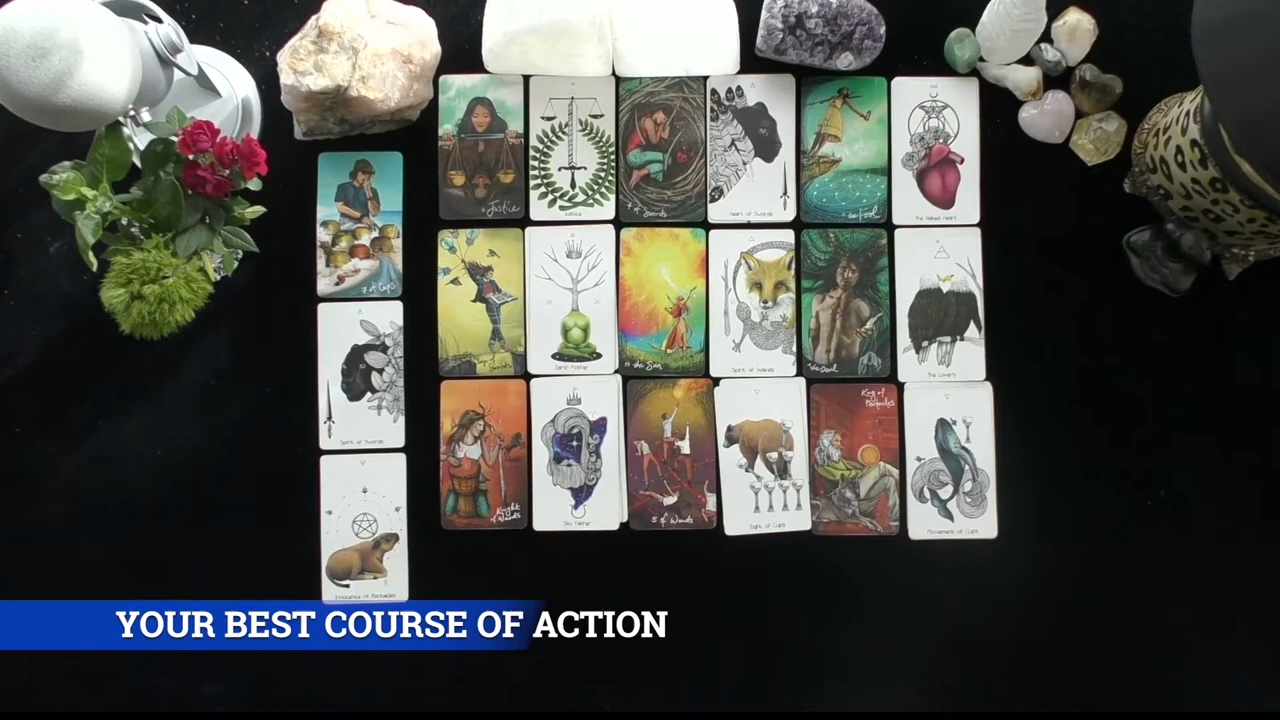 Justice
Justice
4 of Swords
Heart of Swords
the Fool
The Naked Heart
7 of Cups
Earth Mother
the Sun
Spirit of Wands
the Devil
The Lovers
Spirit of Swords
Knight
of Wands
Sky Father
5 of Wands
Eight of Cups
King of
Pentacles
Movement of Cups
YOUR BEST COURSE OF ACTION